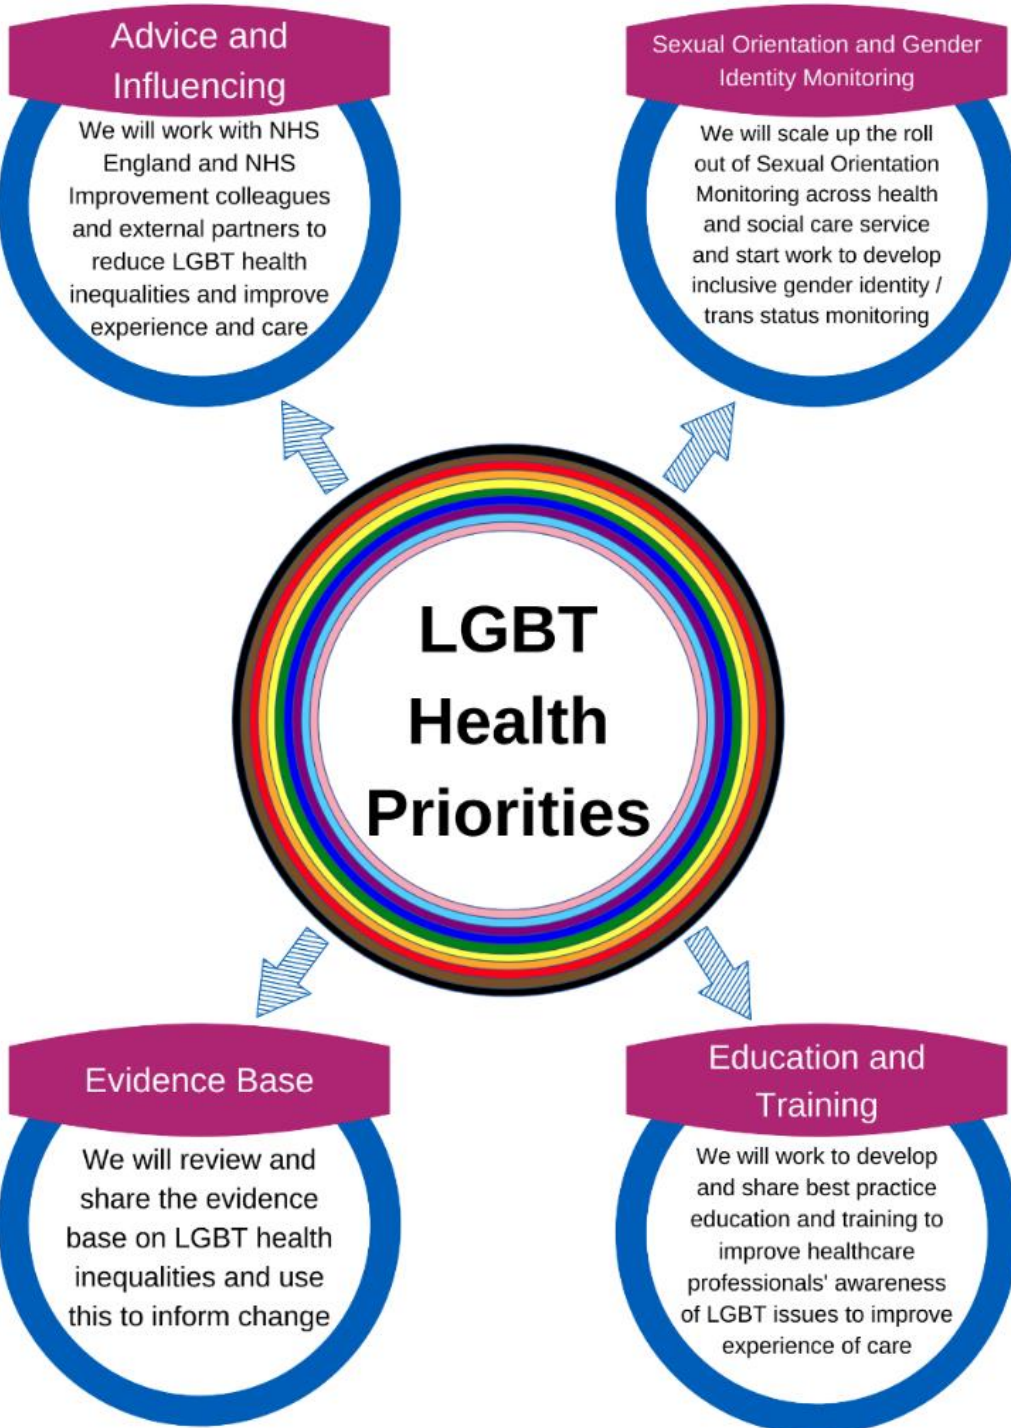 Advice and
Influencing
We will work with NHS
England and NHS
Improvement colleagues
and external partners to
reduce LGBT health
inequalities and improve
experience and care
Sexual Orientation and Gender
Identity Monitoring
We will scale up the roll
out of Sexual Orientation
Monitoring across health
and social care service
and start work to develop
inclusive gender identity /
trans status monitoring
LGBT
Health
Priorities
Evidence Base
We will review and
share the evidence
base on LGBT health
inequalities and use
this to inform change
Education and
Training
We will work to develop
and share best practice
education and training to
improve healthcare
professionals' awareness
of LGBT issues to improve
experience of care